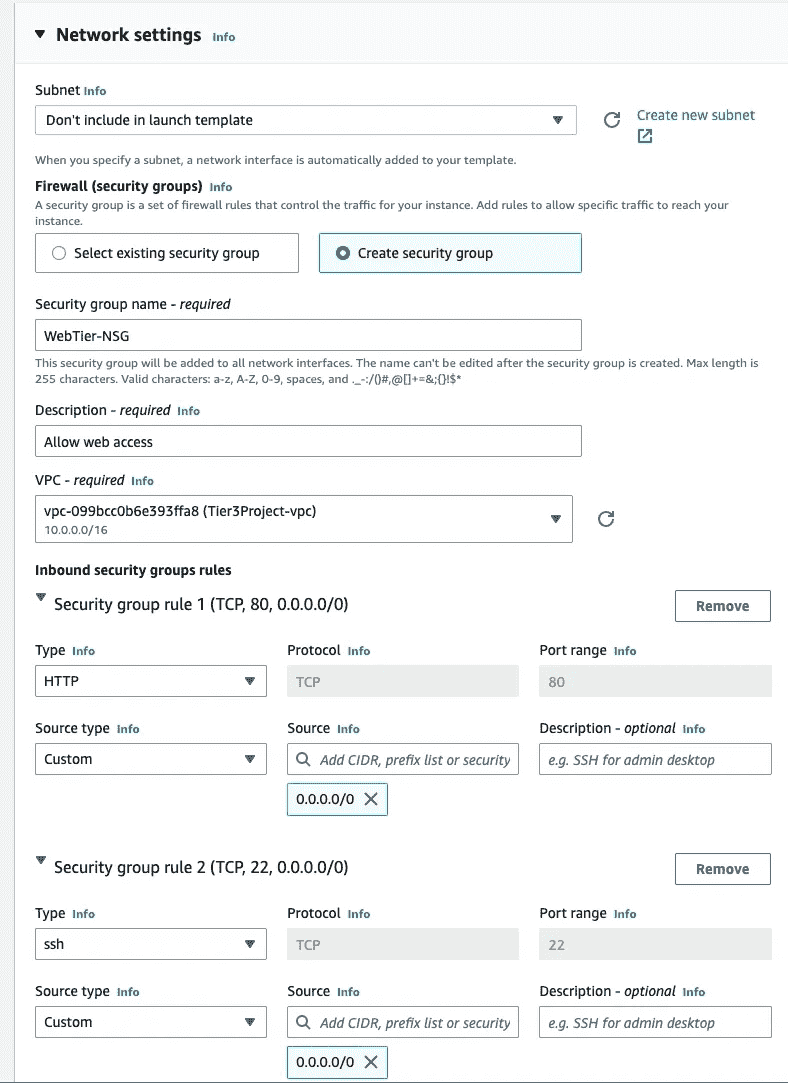 Network settings Info
Subnet Info
Don't include in launch template
Create new subnet
When you specify a subnet, a network interface is automatically added to your template.
Firewall (security groups) Info
A security group is a set of firewall rules that control the traffic for your instance. Add rules to allow specific traffic to reach your
instance.
Select existing security group
Create security group
Security group name - required
WebTier-NSG
This security group will be added to all network interfaces. The name can't be edited after the security group is created. Max length is
255 characters. Valid characters: a-z, A-Z, 0-9, spaces, and ._-:/()#,@[]+=&;{}!$*
Description - required Info
Allow web access
VPC - required Info
vpc-099bcc0b6e393ffa8 (Tier3Project-vpc)
10.0.0.0/16
Inbound security groups rules
Security group rule 1 (TCP, 80, 0.0.0.0/0)
Remove
Type Info
Protocol Info
Port range Info
HTTP
TCP
80
Source type Info
Source Info
Description - optional Info
Custom
Add CIDR, prefix list or security
e.g. SSH for admin desktop
0.0.0.0/0
Security group rule 2 (TCP, 22, 0.0.0.0/0)
Remove
Type Info
Protocol Info
Port range Info
ssh
TCP
22
Source type Info
Source Info
Description - optional Info
Custom
Add CIDR, prefix list or security
e.g. SSH for admin desktop
0.0.0.0/0